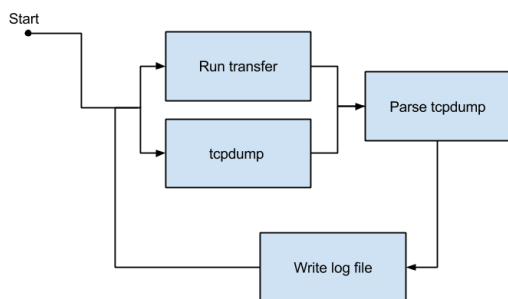 Start
Run transfer
Parse tcpdump
tcpdump
Write log file